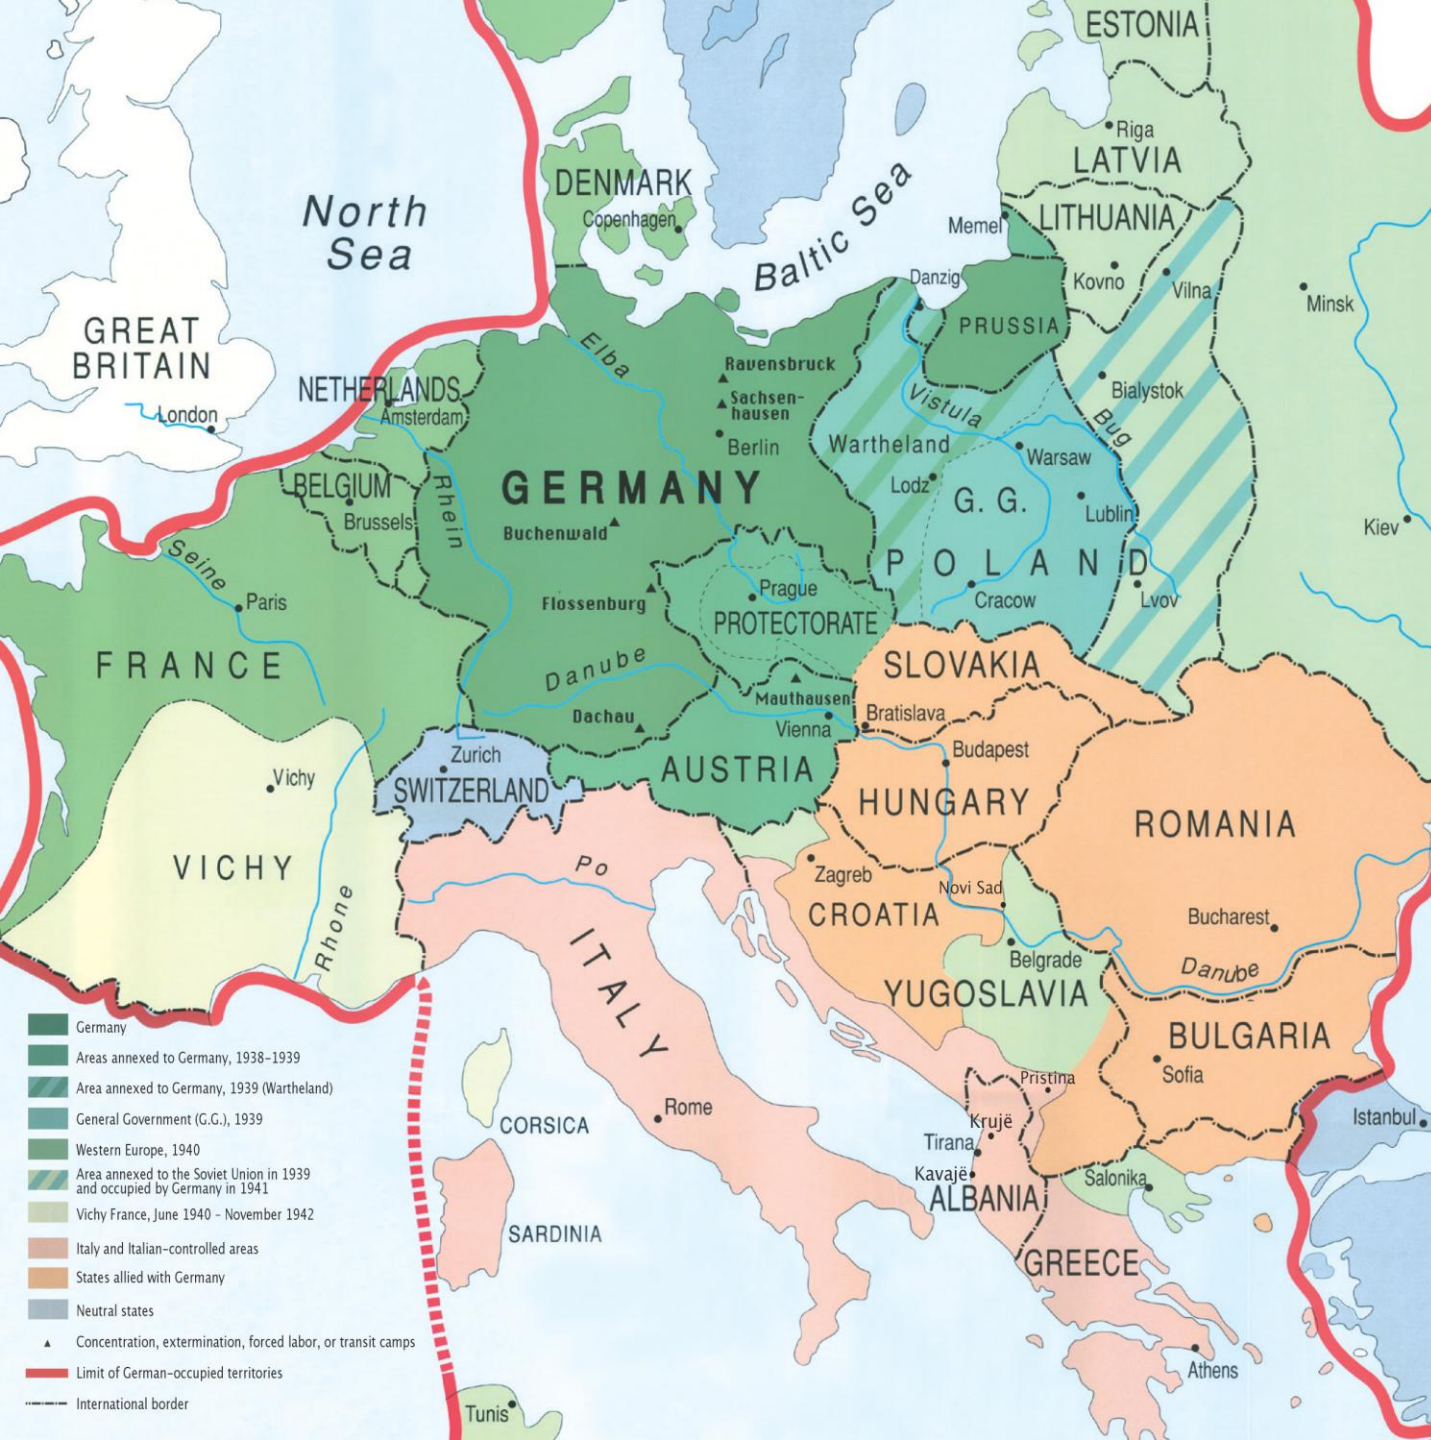 ESTONIA
Riga
LATVIA
DENMARK
Copenhagen
North
Sea
Baltic Sea
Memel
LITHUANIA
Kovno
Vilna
Minsk
Danzig
PRUSSIA
GREAT
BRITAIN
London
NETHERLANDS
Amsterdam
Elba
Ravensbruck
Sachsen-
hausen
Berlin
Vistula
Bialystok
Bug
Wartheland
Warsaw
Lodz
G. G.
Lublin
Kiev
BELGIUM
Brussels
Rhein
GERMANY
Buchenwald
POLAND
Cracow
Lvov
Seine
Paris
Flossenburg
Prague
PROTECTORATE
FRANCE
Danube
Dachau
Mauthausen
Vienna
SLOVAKIA
Bratislava
Budapest
Zurich
SWITZERLAND
AUSTRIA
HUNGARY
ROMANIA
Vichy
VICHY
Rhone
Po
Zagreb
CROATIA
Novi Sad
Belgrade
Bucharest
Danube
YUGOSLAVIA
ITALY
BULGARIA
Sofia
Pristina
Krujë
Tirana
Kavajë
ALBANIA
Salonika
Istanbul
GREECE
Athens
Rome
CORSICA
SARDINIA
Tunis
Germany
Areas annexed to Germany, 1938-1939
Area annexed to Germany, 1939 (Wartheland)
General Government (G.G.), 1939
Western Europe, 1940
Area annexed to the Soviet Union in 1939
and occupied by Germany in 1941
Vichy France, June 1940 - November 1942
Italy and Italian-controlled areas
States allied with Germany
Neutral states
Concentration, extermination, forced labor, or transit camps
Limit of German-occupied territories
International border